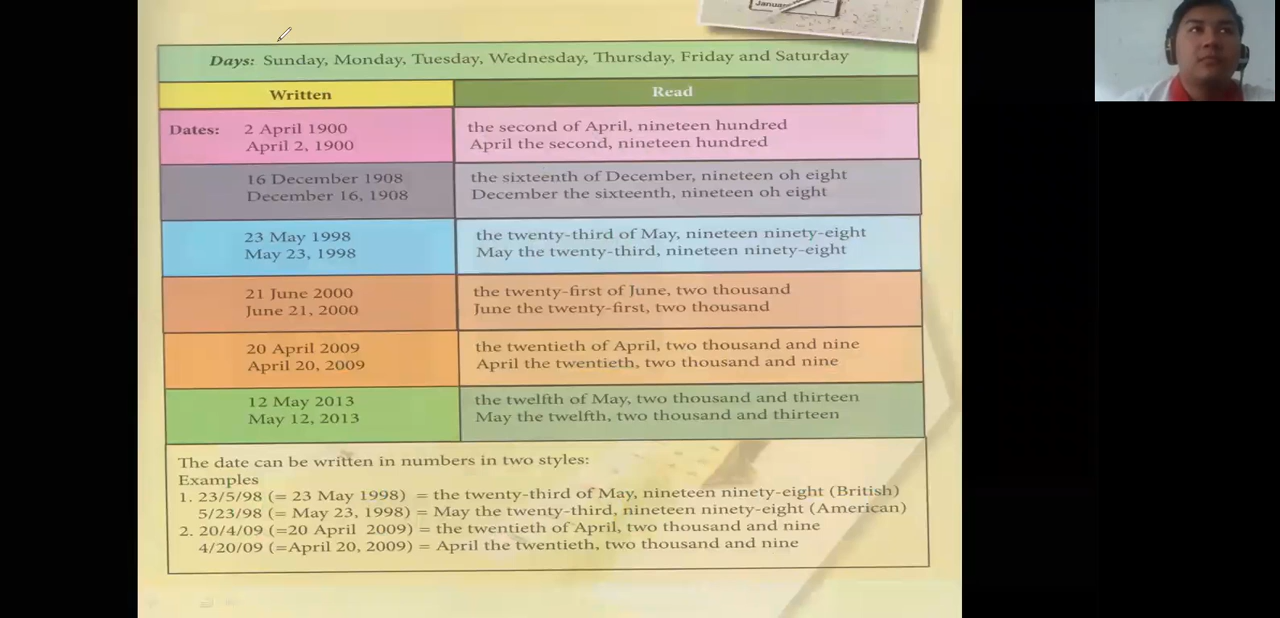 Januar
Days: Sunday, Monday, Tuesday, Wednesday, Thursday, Friday and Saturday
Written Read
Dates: 2 April 1900 the second of April, nineteen hundred
April 2, 1900 April the second, nineteen hundred
16 December 1908 the sixteenth of December, nineteen oh eight
December 16, 1908 December the sixteenth, nineteen oh eight
23 May 1998 the twenty-third of May, nineteen ninety-eight
May 23, 1998 May the twenty-third, nineteen ninety-eight
21 June 2000 the twenty-first of June, two thousand
June 21, 2000 June the twenty-first, two thousand
20 April 2009 the twentieth of April, two thousand and nine
April 20, 2009 April the twentieth, two thousand and nine
12 May 2013 the twelfth of May, two thousand and thirteen
May 12, 2013 May the twelfth, two thousand and thirteen
The date can be written in numbers in two styles:
Examples
1. 23/5/98 (= 23 May 1998) = the twenty-third of May, nineteen ninety-eight (British)
5/23/98 (= May 23, 1998) = May the twenty-third, nineteen ninety-eight (American)
2. 20/4/09 (=20 April 2009) = the twentieth of April, two thousand and nine
4/20/09 (=April 20, 2009) = April the twentieth, two thousand and nine